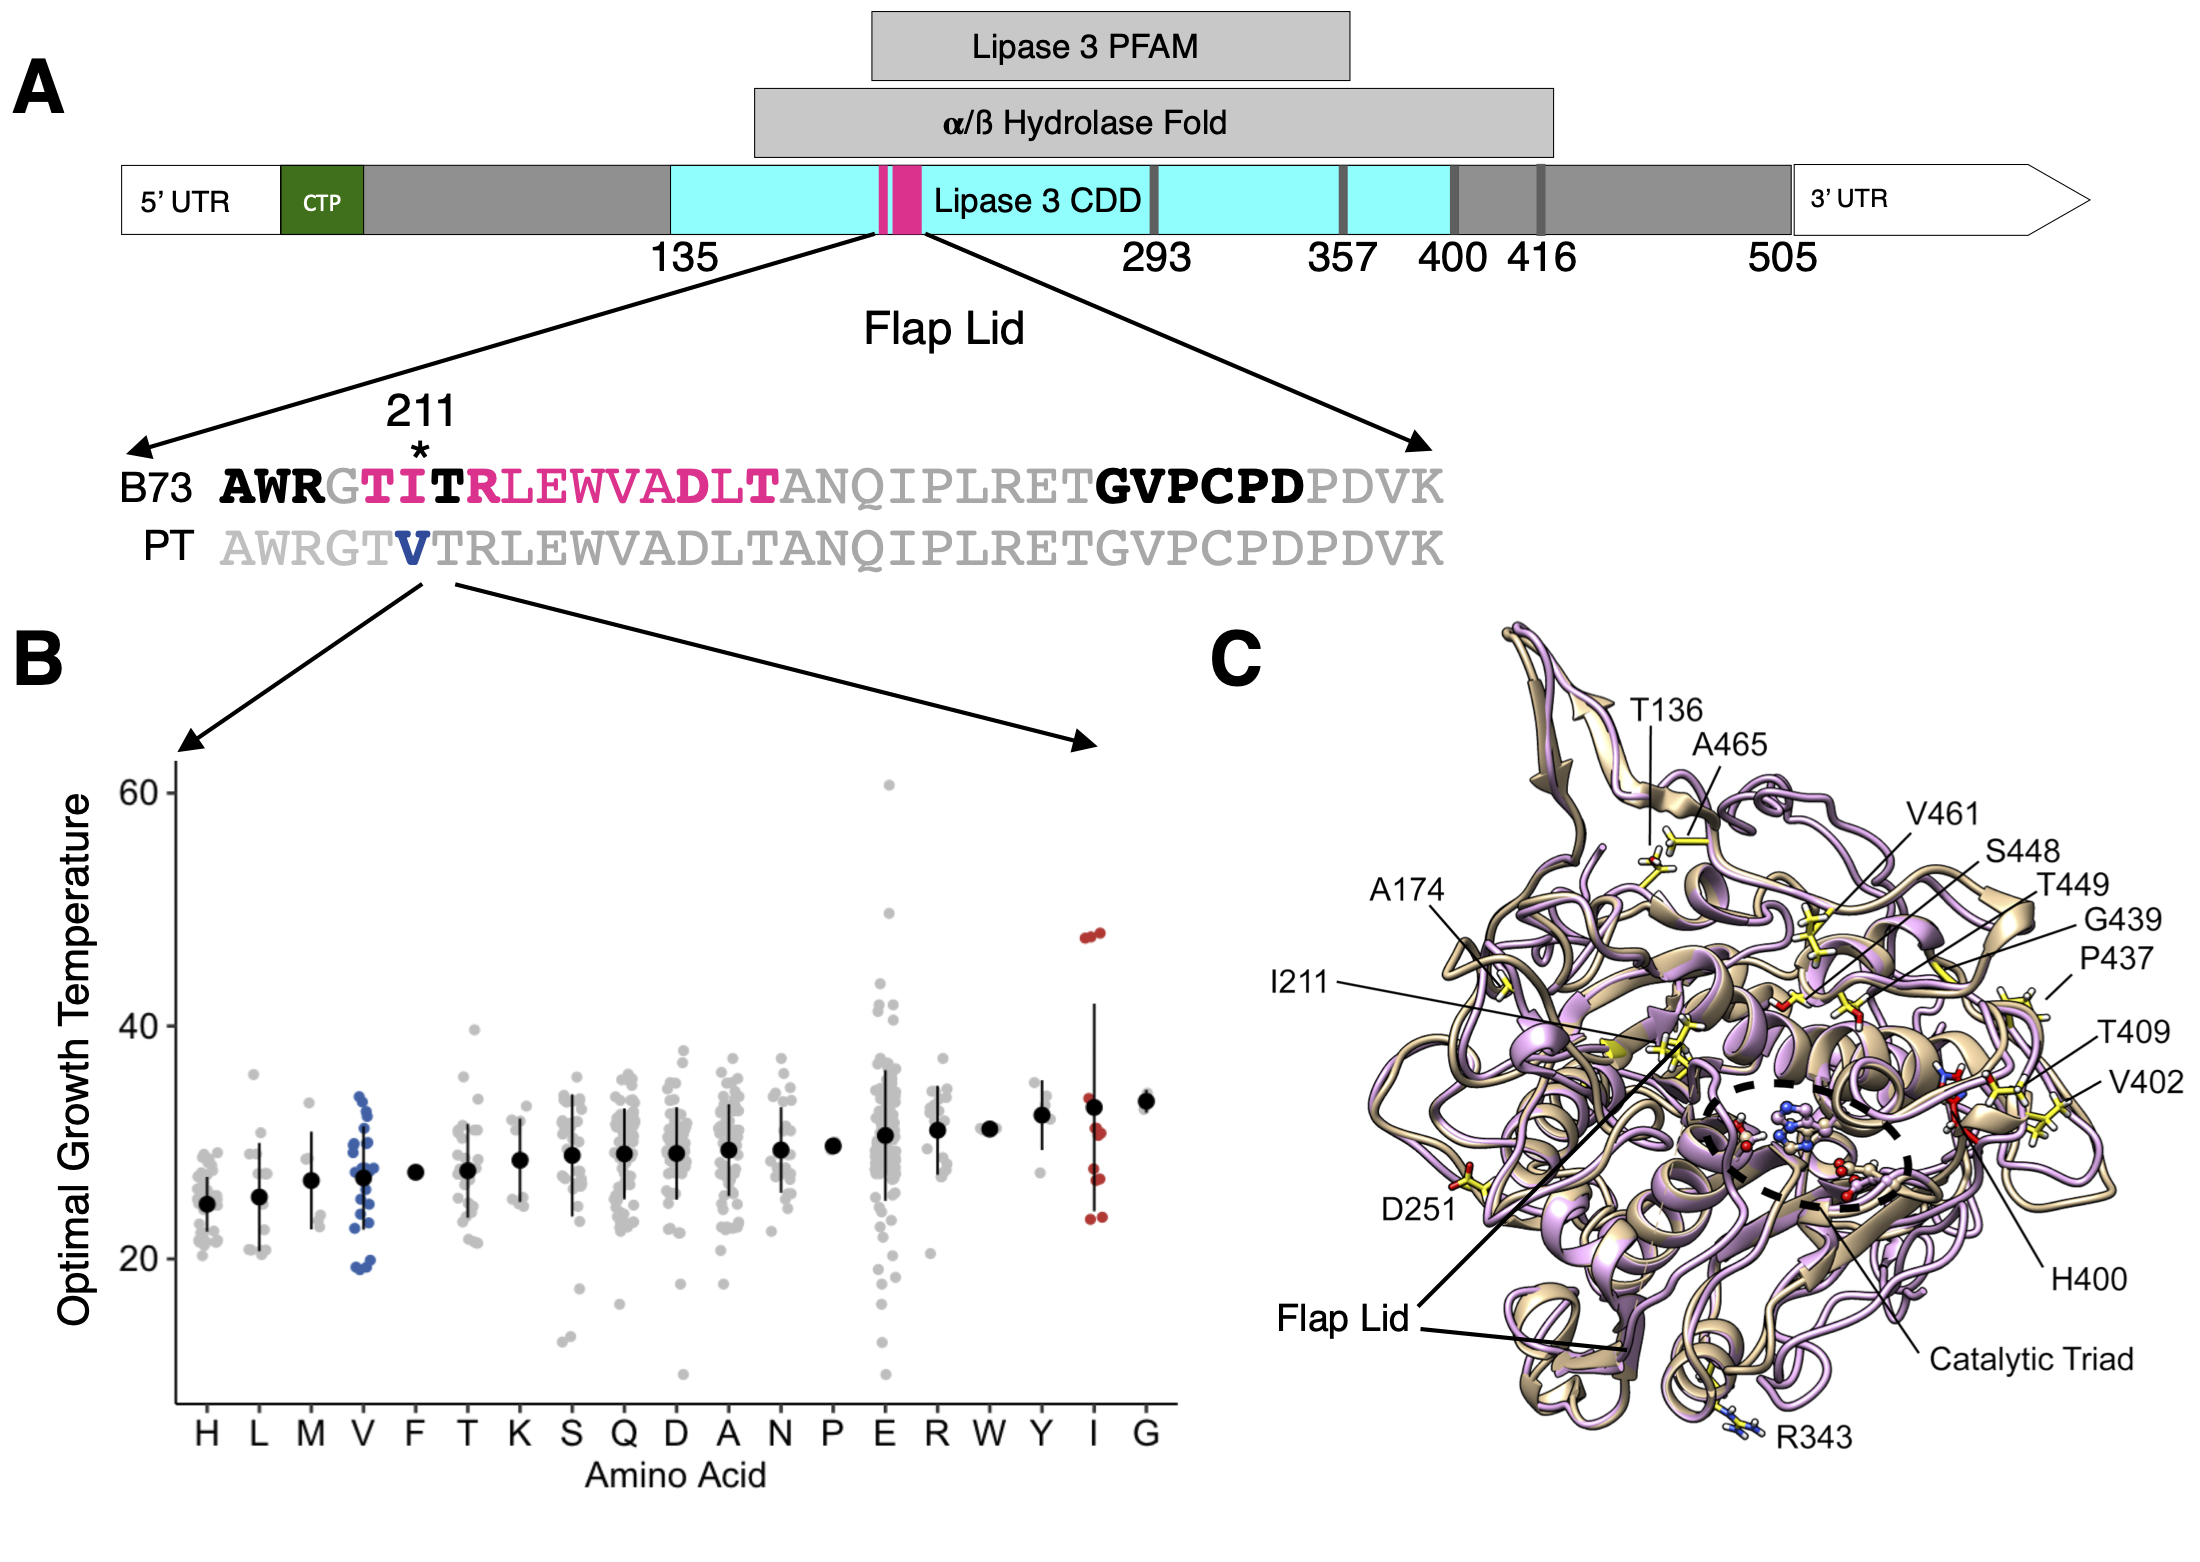 A
Lipase 3 PFAM
α/ß Hydrolase Fold
5’ UTR CTP Lipase 3 CDD 3’ UTR
135 293 357 400 416 505
Flap Lid
211
*
B73 AWRGTITRLEWVADLTANQIPLRETGVPCPDPDVK
PT AWRGTVTRLEWVADLTANQIPLRETGVPCPDPDVK
B
Optimal Growth Temperature
60
40
20
H L M V F T K S Q D A N P E R W Y I G
Amino Acid
C
T136
A465
V461
S448
T449
G439
P437
T409
V402
A174
I211
D251
Flap Lid
H400
Catalytic Triad
R343